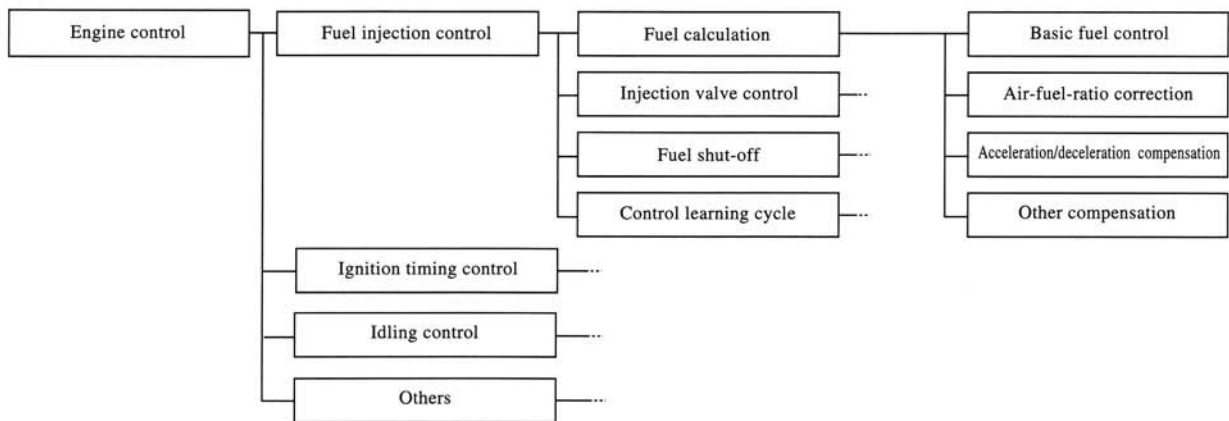 Engine control
Fuel injection control
Fuel calculation
Basic fuel control
Injection valve control
Air-fuel-ratio correction
Fuel shut-off
Acceleration/deceleration compensation
Control learning cycle
Other compensation
Ignition timing control
Idling control
Others